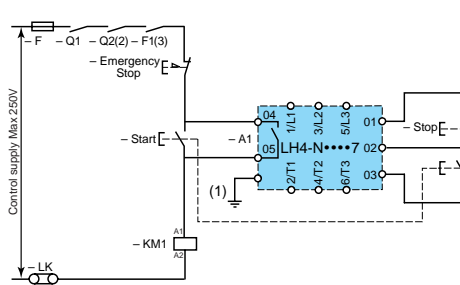 – F
– Q1
– Q2(2)
– F1(3)
– Emergency
Stop
Control supply Max 250V
– Start
– A1
04
05
1/L1
3/L2
5/L3
LH4-N••••7
2/T1
4/T2
6/T3
01
02
03
– Stop
(1)
A1
– KM1
A2
– LK